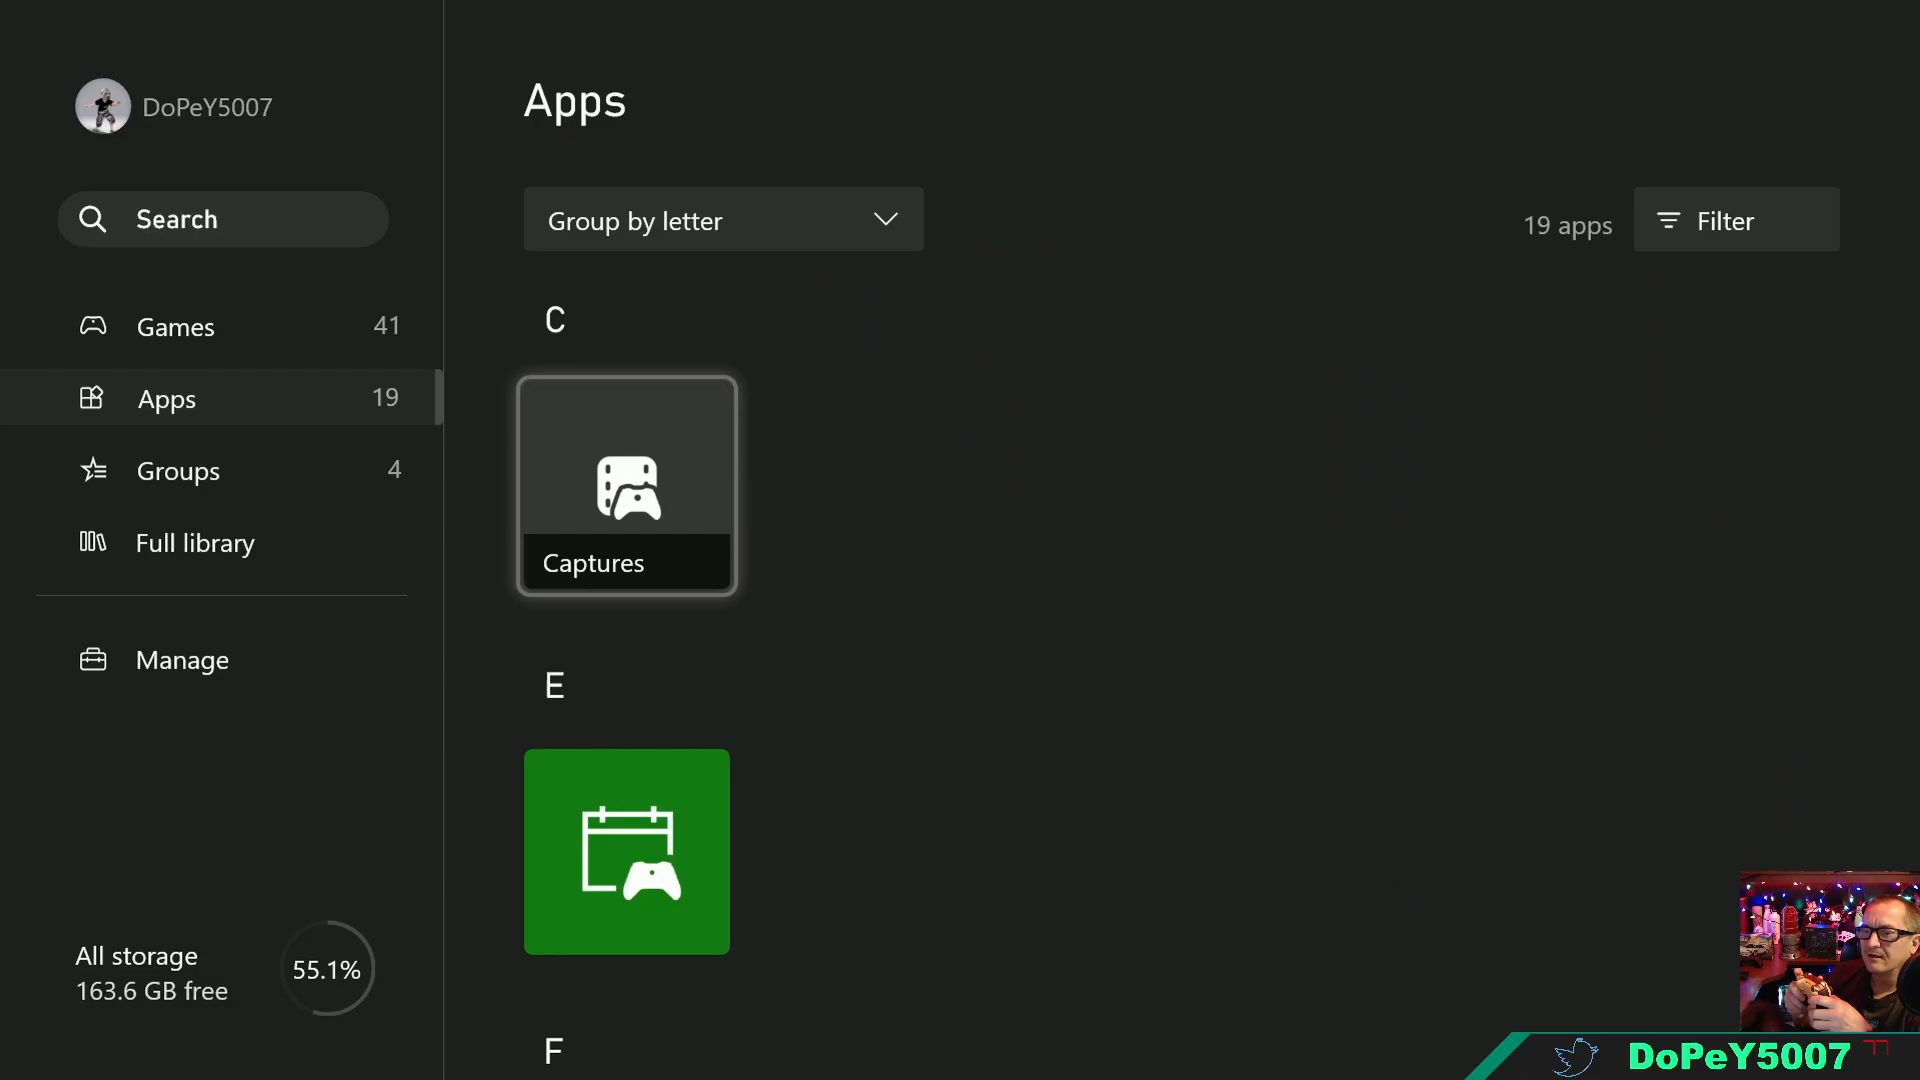 DoPeY5007
Search
Games 41
Apps 19
Groups 4
Full library
Manage
All storage
163.6 GB free
55.1%
Apps
Group by letter
19 apps
Filter
C
Captures
E
F
DoPeY5007